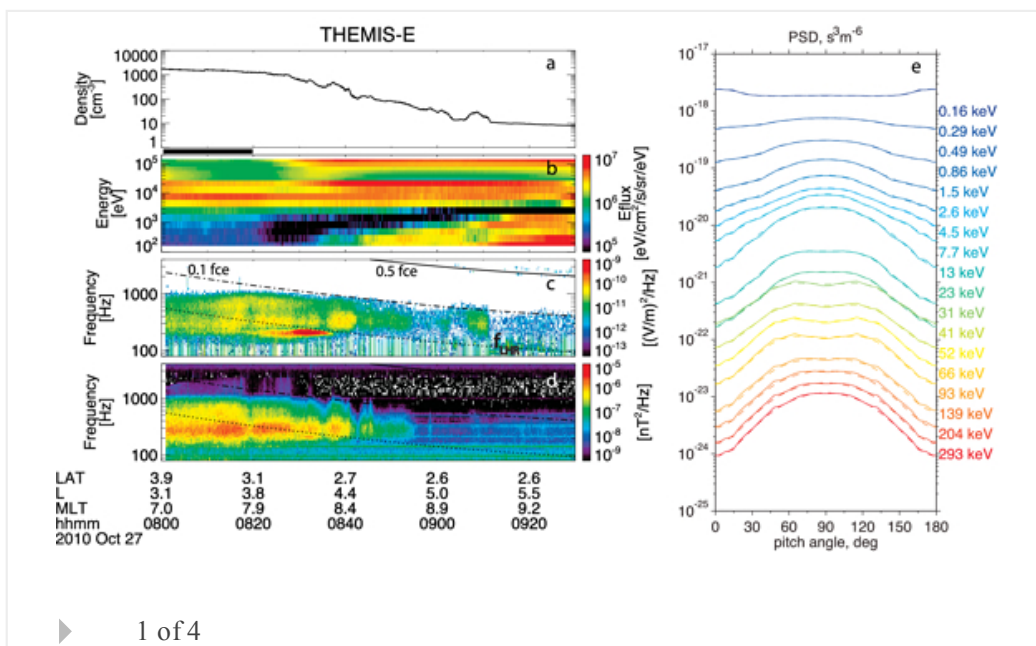 THEMIS-E
a
Density
[cm-3]
10000
1000
100
10
1
b
Energy
[eV]
10⁵
10⁴
10³
10²
10⁷
10⁶
10⁵
Eflux
[eV/cm²/s/sr/eV]
0.1 fce
0.5 fce
c
Frequency
[Hz]
1000
100
fLHR
10⁻⁹
10⁻¹⁰
10⁻¹¹
10⁻¹²
10⁻¹³
[(V/m)²/Hz]
d
Frequency
[Hz]
1000
100
10⁻⁵
10⁻⁶
10⁻⁷
10⁻⁸
10⁻⁹
[nT²/Hz]
LAT 3.9 3.1 2.7 2.6 2.6
L 3.1 3.8 4.4 5.0 5.5
MLT 7.0 7.9 8.4 8.9 9.2
hhmm 0800 0820 0840 0900 0920
2010 Oct 27
PSD, s³m⁻⁶
e
10⁻¹⁷
10⁻¹⁸
10⁻¹⁹
10⁻²⁰
10⁻²¹
10⁻²²
10⁻²³
10⁻²⁴
10⁻²⁵
0.16 keV
0.29 keV
0.49 keV
0.86 keV
1.5 keV
2.6 keV
4.5 keV
7.7 keV
13 keV
23 keV
31 keV
41 keV
52 keV
66 keV
93 keV
139 keV
204 keV
293 keV
0 30 60 90 120 150 180
pitch angle, deg
1 of 4